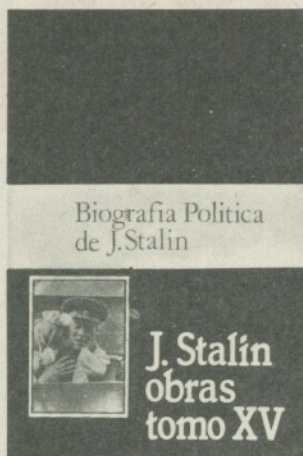 Biografia Politica
de J. Stalin
J. Stalin
obras
tomo XV